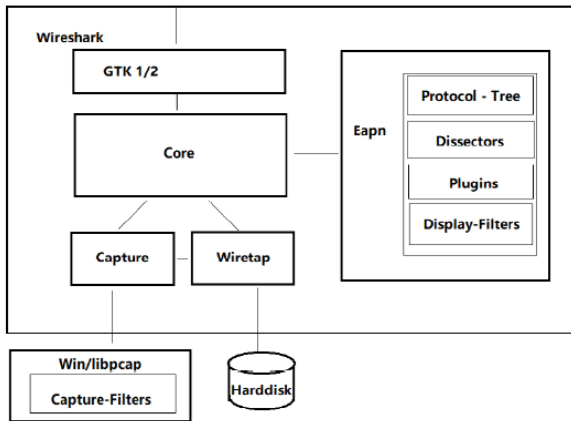 Wireshark
GTK 1/2
Core
Eapn
Protocol - Tree
Dissectors
Plugins
Display-Filters
Capture
Wiretap
Win/libpcap
Capture-Filters
Harddisk